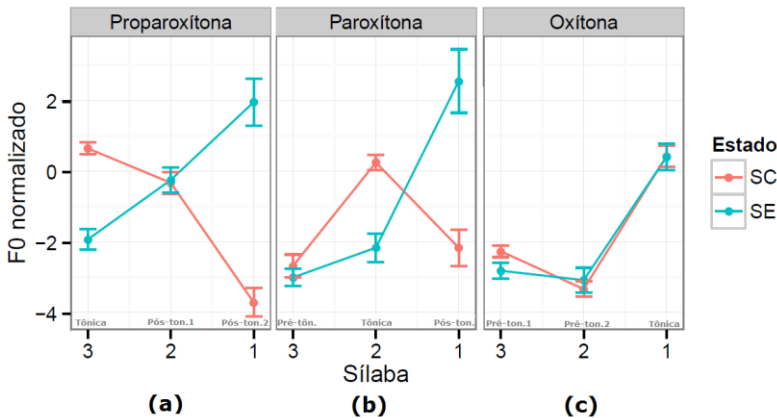 Proparoxítona Paroxítona Oxítona
F0 normalizado
2
0
−2
−4
Tônica Pós-ton.1 Pós-ton.2 Pré-tôn. Tônica Pós-ton. Pré-ton.1 Pré-ton.2 Tônica
3 2 1 3 2 1 3 2 1
Sílaba
(a) (b) (c)
Estado
SC
SE